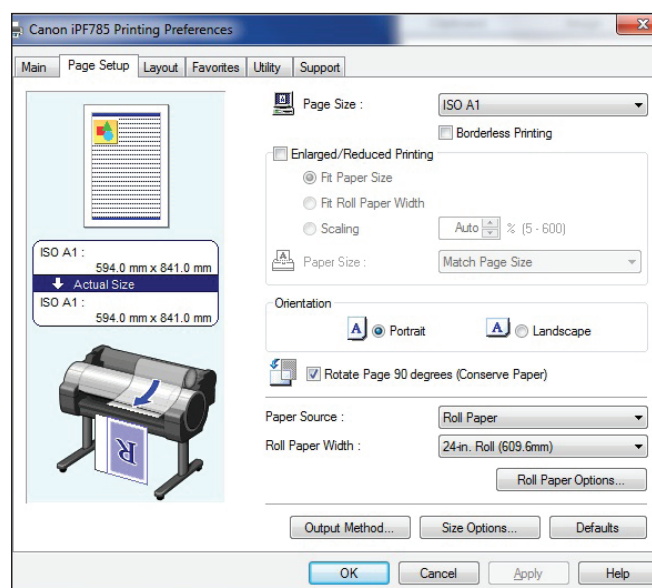 Canon iPF785 Printing Preferences
Main Page Setup Layout Favorites Utility Support
Page Size : ISO A1
Borderless Printing
Enlarged/Reduced Printing
Fit Paper Size
Fit Roll Paper Width
Scaling Auto % (5 - 600)
Paper Size : Match Page Size
ISO A1 :
594.0 mm x 841.0 mm
Actual Size
ISO A1 :
594.0 mm x 841.0 mm
Orientation
A Portrait A Landscape
Rotate Page 90 degrees (Conserve Paper)
Paper Source : Roll Paper
Roll Paper Width : 24-in. Roll (609.6mm)
R
Roll Paper Options...
Output Method... Size Options... Defaults
OK Cancel Apply Help